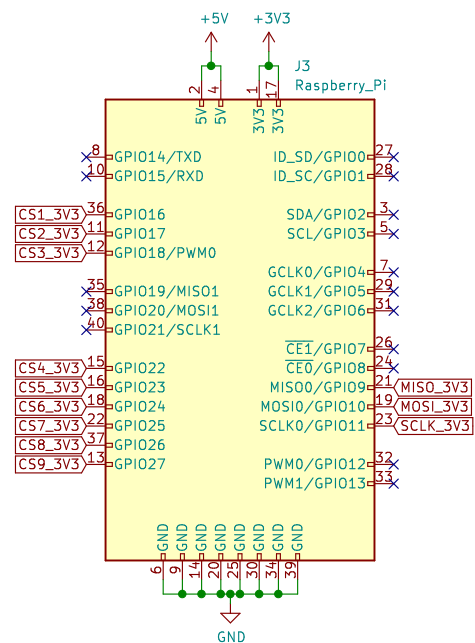 +5V +3V3
J3
Raspberry_Pi
2 4 1 17
5V 5V 3V3 3V3
8 GPIO14/TXD ID_SD/GPIO0 27
10 GPIO15/RXD ID_SC/GPIO1 28
CS1_3V3 36 GPIO16 SDA/GPIO2 3
CS2_3V3 11 GPIO17 SCL/GPIO3 5
CS3_3V3 12 GPIO18/PWM0
GCLK0/GPIO4 7
35 GPIO19/MISO1 GCLK1/GPIO5 29
38 GPIO20/MOSI1 GCLK2/GPIO6 31
40 GPIO21/SCLK1
CE1/GPIO7 26
CS4_3V3 15 GPIO22 CE0/GPIO8 24
CS5_3V3 16 GPIO23 MISO0/GPIO9 21 MISO_3V3
CS6_3V3 18 GPIO24 MOSI0/GPIO10 19 MOSI_3V3
CS7_3V3 22 GPIO25 SCLK0/GPIO11 23 SCLK_3V3
CS8_3V3 37 GPIO26
CS9_3V3 13 GPIO27 PWM0/GPIO12 32
PWM1/GPIO13 33
GND GND GND GND GND GND GND GND
6 9 14 20 25 30 34 39
GND